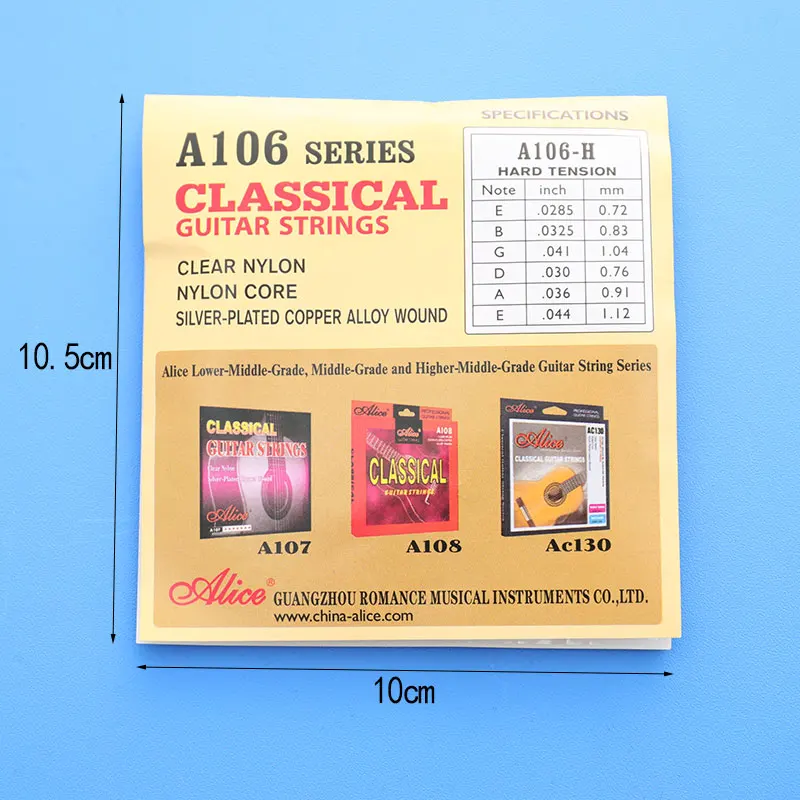 SPECIFICATIONS
A106 SERIES
CLASSICAL
GUITAR STRINGS
CLEAR NYLON
NYLON CORE
SILVER-PLATED COPPER ALLOY WOUND
A106-H
HARD TENSION
Note inch mm
E .0285 0.72
B .0325 0.83
G .041 1.04
D .030 0.76
A .036 0.91
E .044 1.12
10.5cm
Alice Lower-Middle-Grade, Middle-Grade and Higher-Middle-Grade Guitar String Series
CLASSICAL
GUITAR STRINGS
Clear Nylon
Alice
A107
Alice
A108
CLASSICAL
GUITAR STRINGS
A108
Alice
AC130
Alice
CLASSICAL GUITAR STRINGS
Ac130
Alice® GUANGZHOU ROMANCE MUSICAL INSTRUMENTS CO.,LTD.
www.china-alice.com
10cm